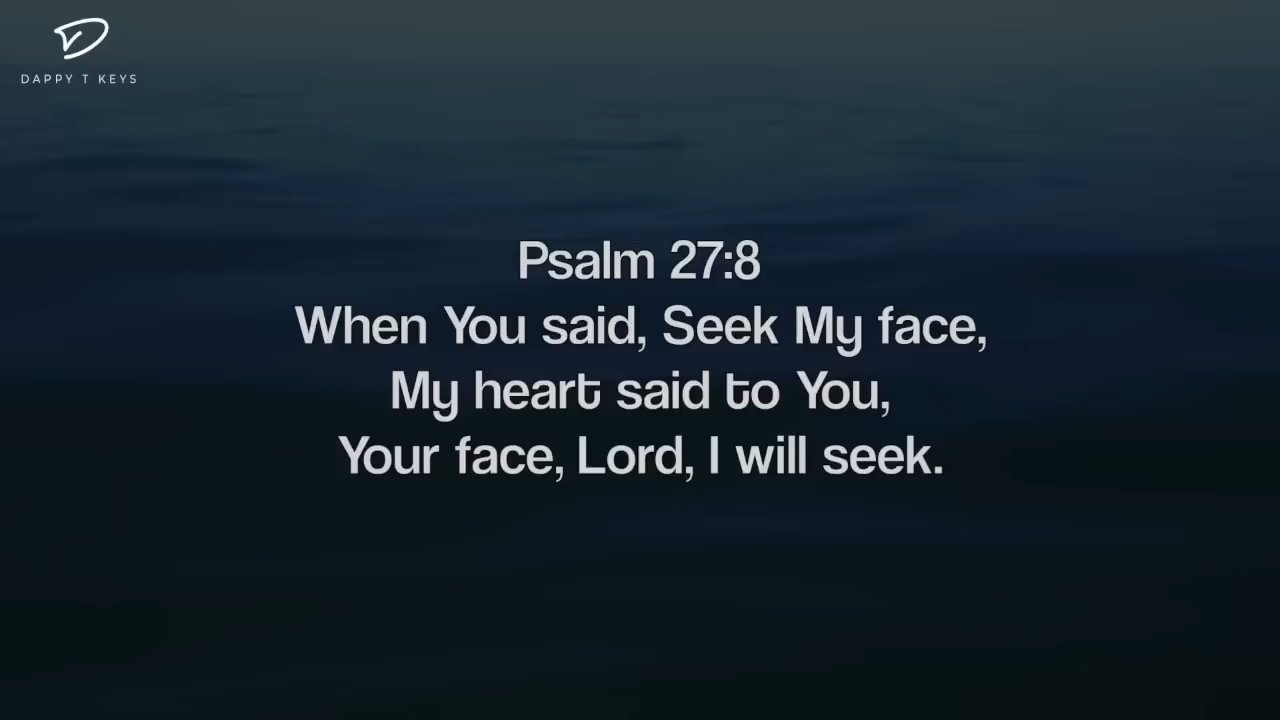 DAPPY T KEYS
Psalm 27:8
When You said, Seek My face,
My heart said to You,
Your face, Lord, I will seek.